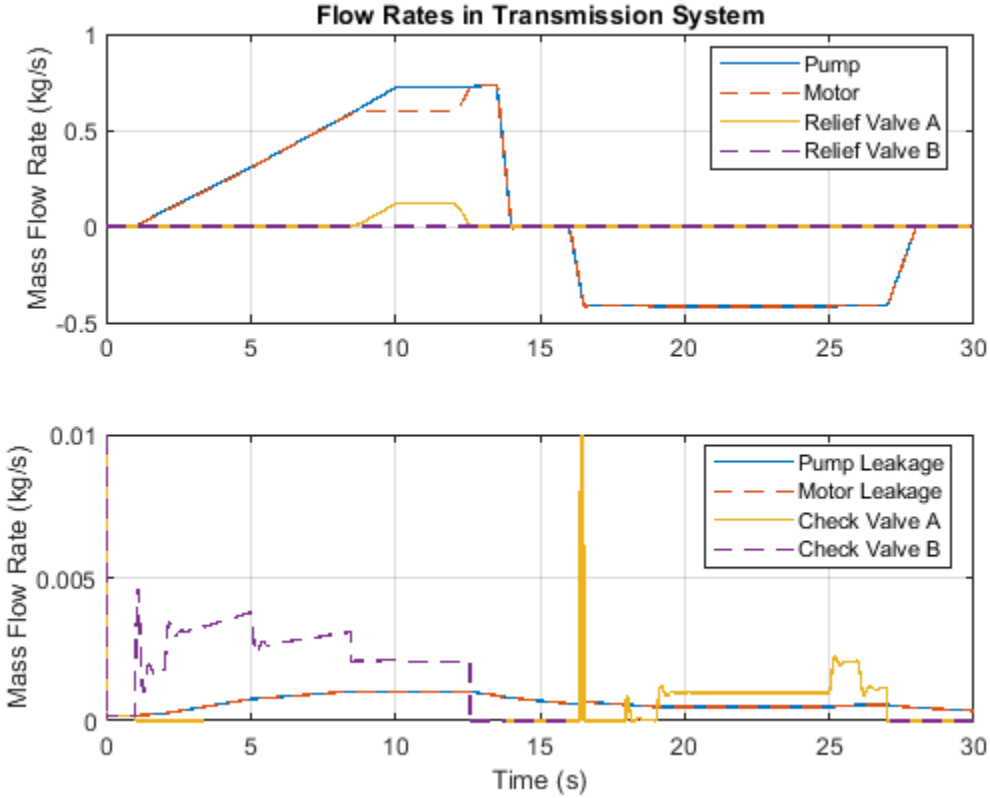 Flow Rates in Transmission System
Mass Flow Rate (kg/s)
1
0.5
0
-0.5
0 5 10 15 20 25 30
Pump
Motor
Relief Valve A
Relief Valve B
Mass Flow Rate (kg/s)
0.01
0.005
0
0 5 10 15 20 25 30
Time (s)
Pump Leakage
Motor Leakage
Check Valve A
Check Valve B